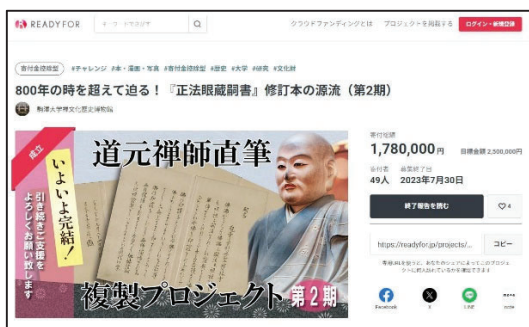 READYFOR
クラウドファンディングとは プロジェクトを掲載する ログイン・新規登録
寄付金控除型 #チャレンジ #本・漫画・写真 #寄付金控除型 #歴史 #大学 #研究 #文化財
800年の時を超えて迫る！『正法眼蔵嗣書』修訂本の源流（第2期）
駒澤大学禅文化歴史博物館
成立
いよいよ完結！
引き続きご支援を
よろしくお願い致します
道元禅師直筆
複製プロジェクト 第2期
寄付総額
1,780,000円 目標金額 2,500,000円
寄付者 募集終了日
49人 2023年7月30日
終了報告を読む ♡ 4
https://readyfor.jp/projects/... コピー
Facebook X LINE note